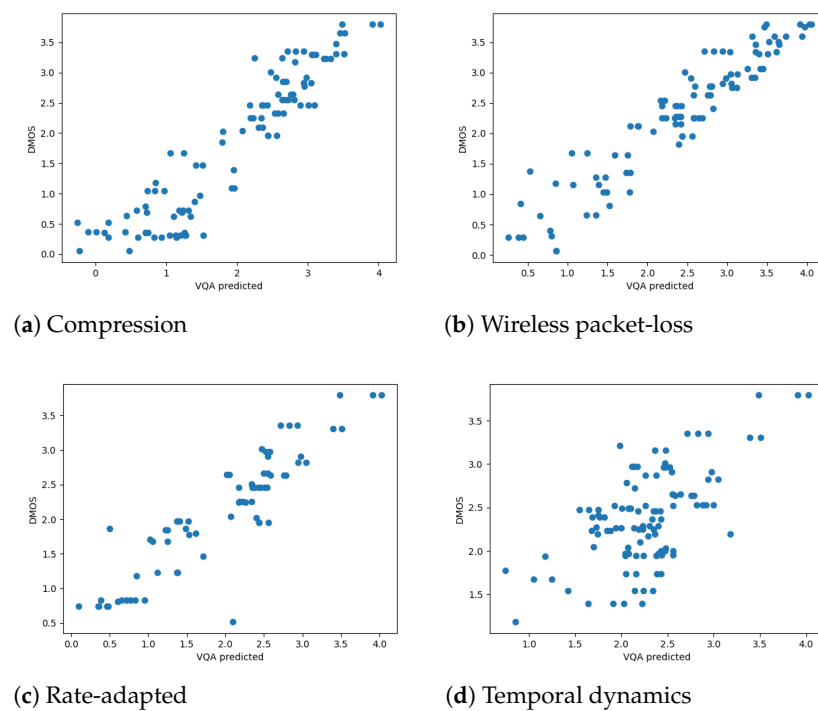 3.5
3.0
2.5
2.0
1.5
1.0
0.5
0.0
DMOS
0 1 2 3 4
VQA predicted
(a) Compression
3.5
3.0
2.5
2.0
1.5
1.0
0.5
0.0
DMOS
0.5 1.0 1.5 2.0 2.5 3.0 3.5 4.0
VQA predicted
(b) Wireless packet-loss
3.5
3.0
2.5
2.0
1.5
1.0
0.5
DMOS
0.0 0.5 1.0 1.5 2.0 2.5 3.0 3.5 4.0
VQA predicted
(c) Rate-adapted
3.5
3.0
2.5
2.0
1.5
DMOS
1.0 1.5 2.0 2.5 3.0 3.5 4.0
VQA predicted
(d) Temporal dynamics